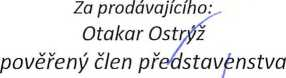 Za prodávajícího:
Otakar Ostrýž
pověřený člen představenstva